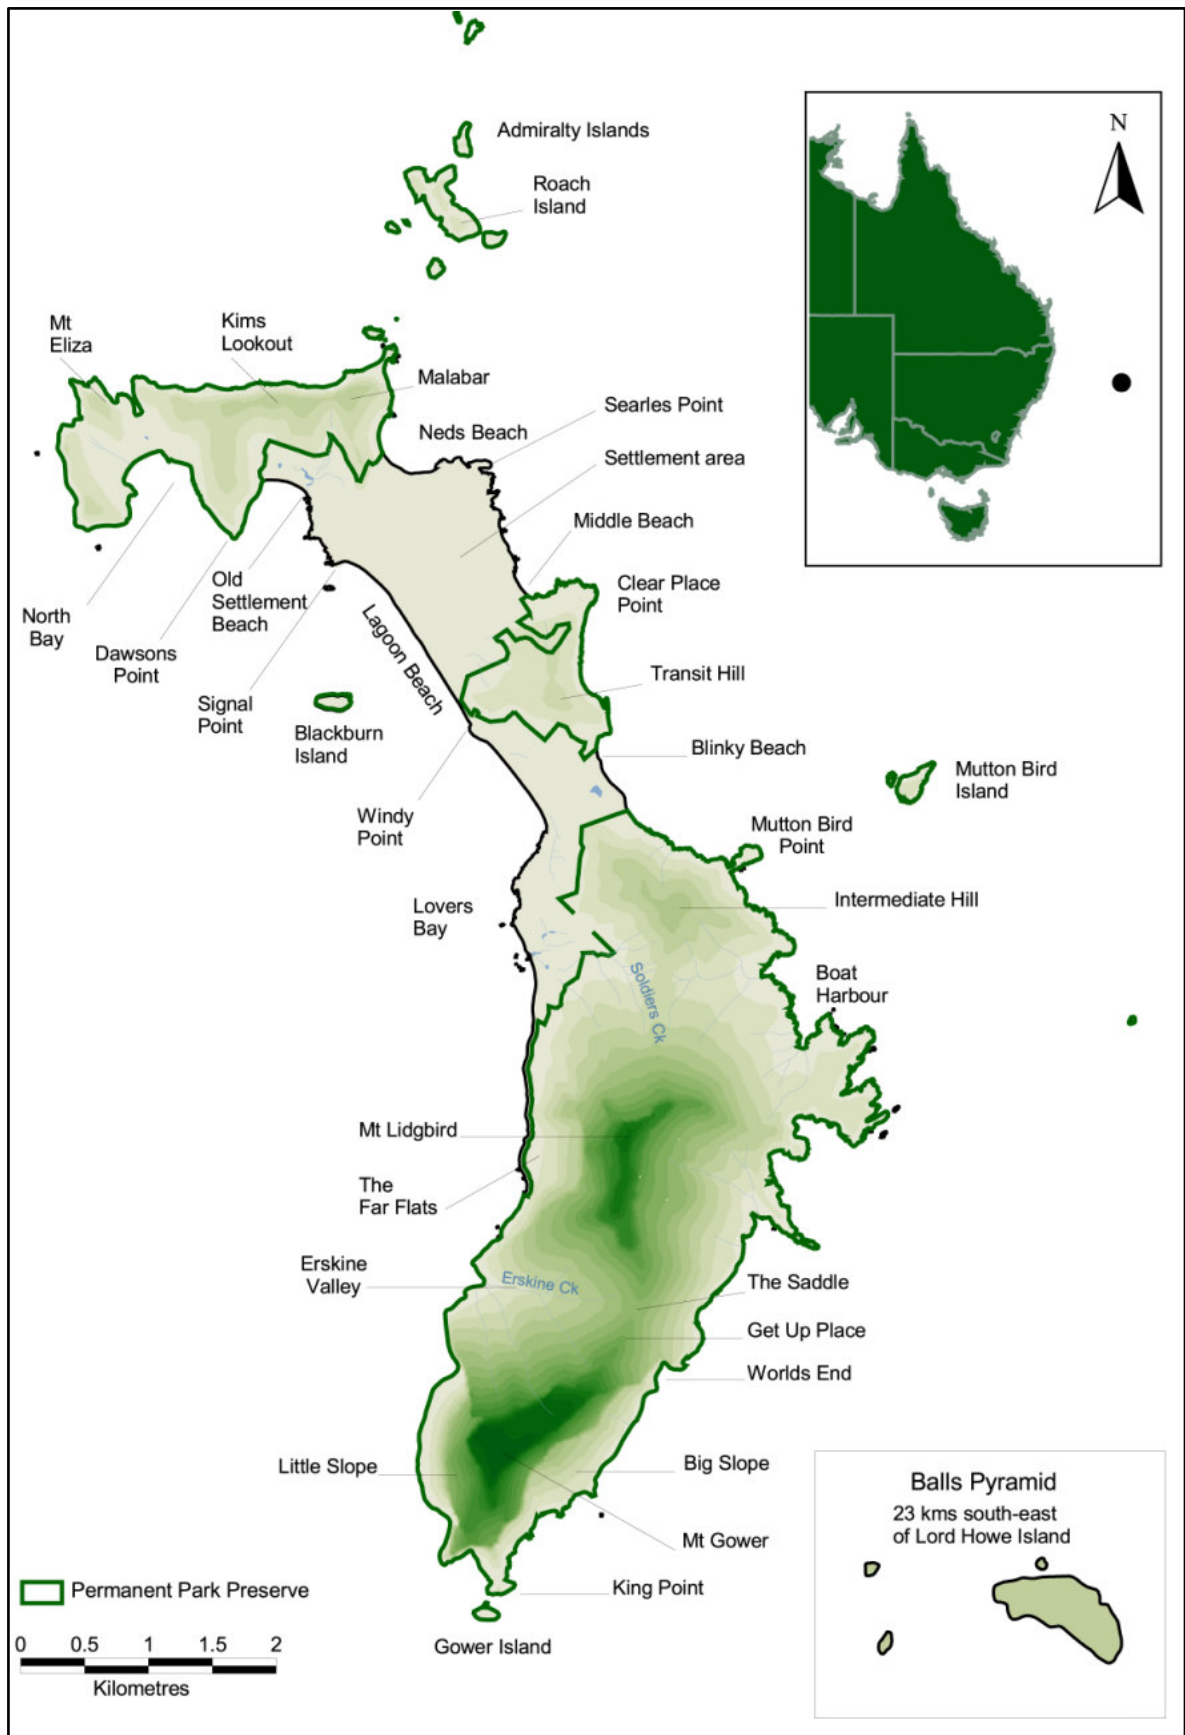 Admiralty Islands
Roach
Island
N
Mt
Eliza
Kims
Lookout
Malabar
Neds Beach
Searles Point
Settlement area
Middle Beach
Clear Place
Point
North
Bay
Dawsons
Point
Old
Settlement
Beach
Signal
Point
Lagoon Beach
Blackburn
Island
Transit Hill
Blinky Beach
Windy
Point
Mutton Bird
Island
Mutton Bird
Point
Intermediate Hill
Lovers
Bay
Soldiers Ck
Boat
Harbour
Mt Lidgbird
The
Far Flats
Erskine
Valley
Erskine Ck
The Saddle
Get Up Place
Worlds End
Little Slope
Big Slope
Mt Gower
King Point
Gower Island
Permanent Park Preserve
0 0.5 1 1.5 2
Kilometres
Balls Pyramid
23 kms south-east
of Lord Howe Island